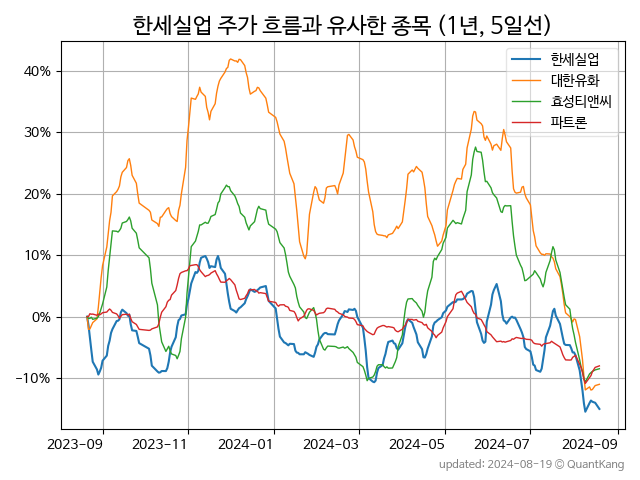 한세실업 주가 흐름과 유사한 종목 (1년, 5일선)
한세실업
대한유화
효성티앤씨
파트론
40%
30%
20%
10%
0%
−10%
2023-09 2023-11 2024-01 2024-03 2024-05 2024-07 2024-09
updated: 2024-08-19 ⓒ QuantKang